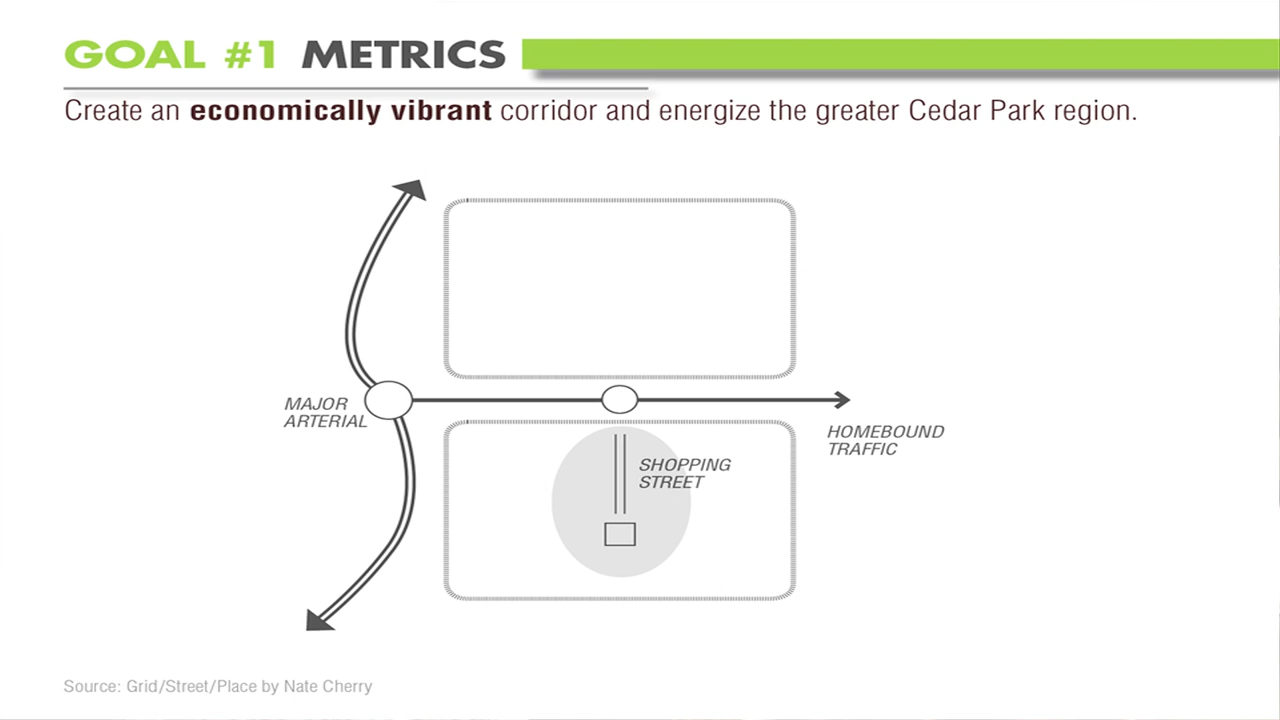 GOAL #1 METRICS
Create an economically vibrant corridor and energize the greater Cedar Park region.
MAJOR
ARTERIAL
HOMEBOUND
TRAFFIC
SHOPPING
STREET
Source: Grid/Street/Place by Nate Cherry